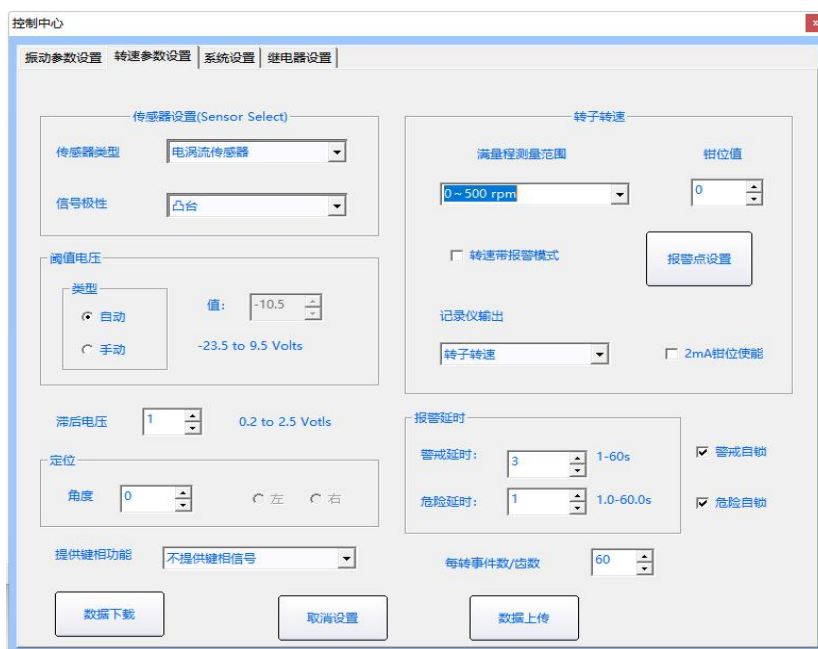 控制中心
x
振动参数设置 转速参数设置 系统设置 继电器设置
传感器设置(Sensor Select)
传感器类型 电涡流传感器
信号极性 凸台
阈值电压
类型
自动
手动
值: -10.5
-23.5 to 9.5 Volts
滞后电压 1 0.2 to 2.5 Votls
定位
角度 0 左 右
提供键相功能 不提供键相信号
数据下载 取消设置 数据上传
转子转速
满量程测量范围 钳位值
0~500 rpm 0
转速带报警模式 报警点设置
记录仪输出
转子转速 2mA钳位使能
报警延时
警戒延时: 3 1-60s 警戒自锁
危险延时: 1 1.0-60.0s 危险自锁
每转事件数/齿数 60